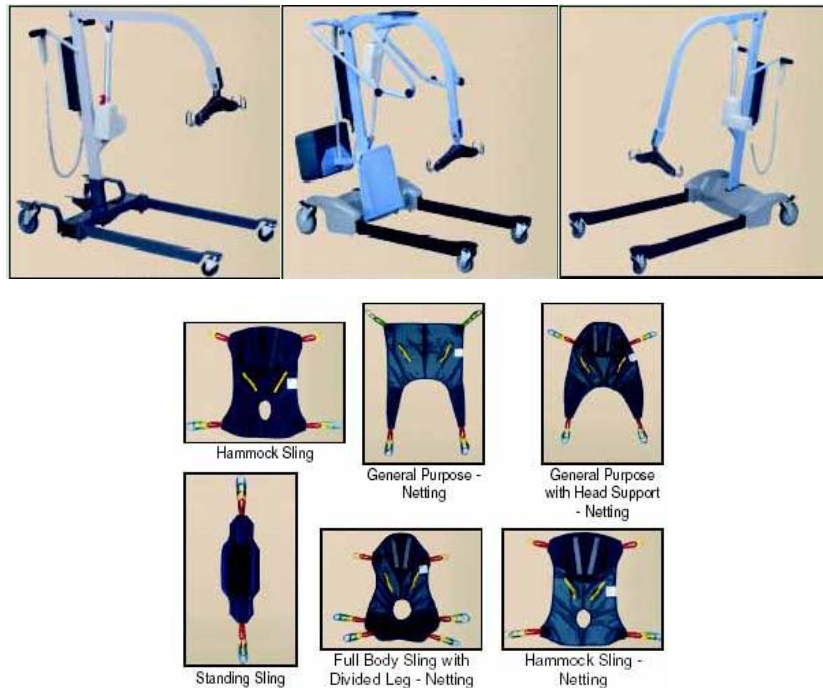 Hammock Sling
General Purpose -
Netting
General Purpose
with Head Support
- Netting
Standing Sling
Full Body Sling with
Divided Leg - Netting
Hammock Sling -
Netting